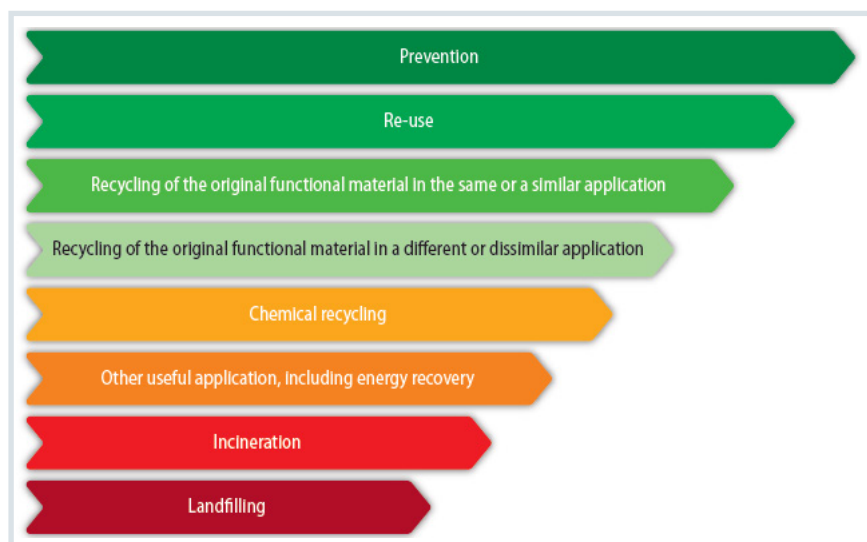 Prevention
Re-use
Recycling of the original functional material in the same or a similar application
Recycling of the original functional material in a different or dissimilar application
Chemical recycling
Other useful application, including energy recovery
Incineration
Landfilling